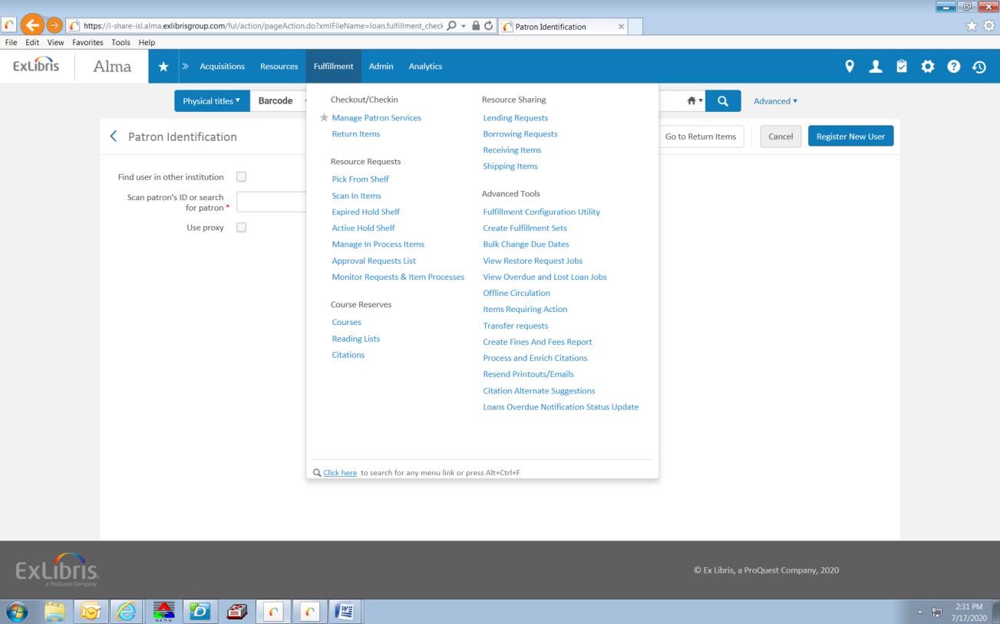 https://i-share-isl.alma.exlibrisgroup.com/ful/action/pageAction.do?xmlFileName=loan.fulfillment_check
Patron Identification
File Edit View Favorites Tools Help
ExLibris Alma Acquisitions Resources Fulfillment Admin Analytics
Physical titles Barcode Advanced
Patron Identification
Go to Return Items Cancel Register New User
Find user in other institution
Scan patron's ID or search
for patron *
Use proxy
Checkout/Checkin
Manage Patron Services
Return Items
Resource Requests
Pick From Shelf
Scan In Items
Expired Hold Shelf
Active Hold Shelf
Manage In Process Items
Approval Requests List
Monitor Requests & Item Processes
Course Reserves
Courses
Reading Lists
Citations
Resource Sharing
Lending Requests
Borrowing Requests
Receiving Items
Shipping Items
Advanced Tools
Fulfillment Configuration Utility
Create Fulfillment Sets
Bulk Change Due Dates
View Restore Request Jobs
View Overdue and Lost Loan Jobs
Offline Circulation
Items Requiring Action
Transfer requests
Create Fines And Fees Report
Process and Enrich Citations
Resend Printouts/Emails
Citation Alternate Suggestions
Loans Overdue Notification Status Update
Click here to search for any menu link or press Alt+Ctrl+F
ExLibris
a ProQuest Company
© Ex Libris, a ProQuest Company, 2020
2:31 PM
7/17/2020